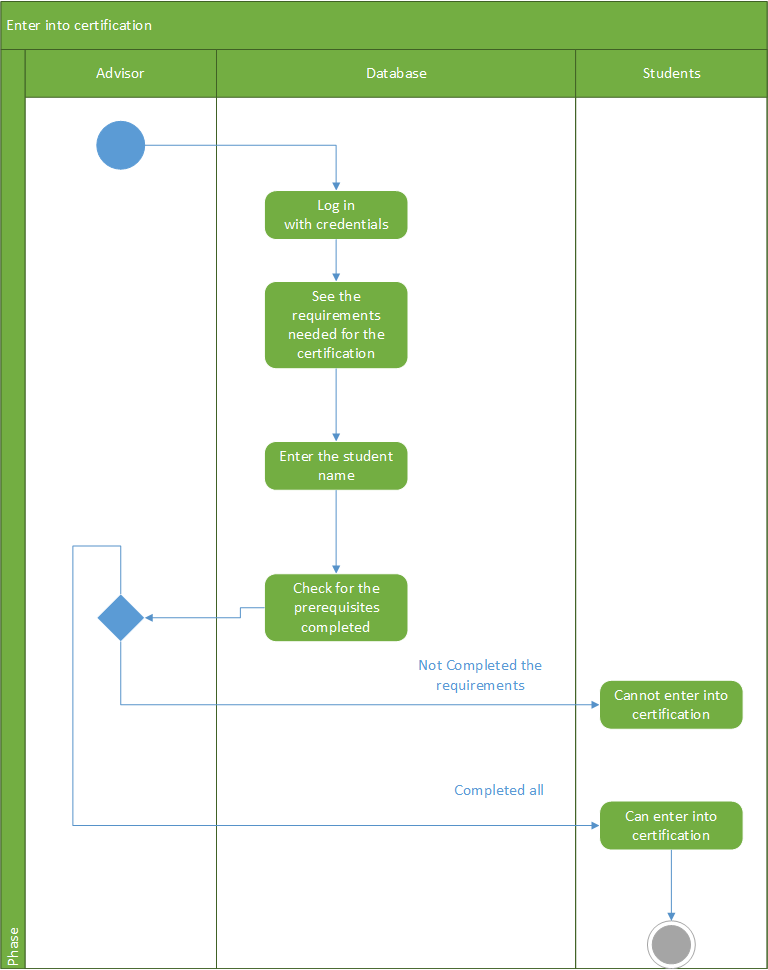 Enter into certification
Advisor
Database
Students
Log in
with credentials
See the
requirements
needed for the
certification
Enter the student
name
Check for the
prerequisites
completed
Not Completed the
requirements
Cannot enter into
certification
Completed all
Can enter into
certification
Phase